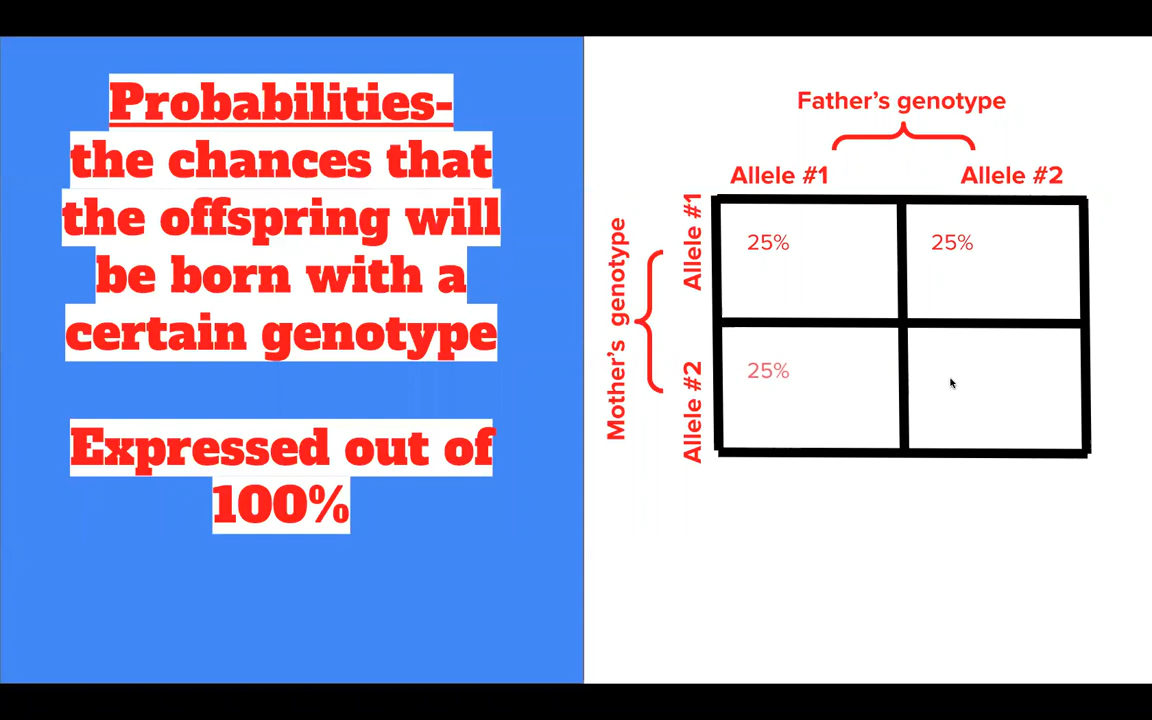 Probabilities-
the chances that
the offspring will
be born with a
certain genotype
Expressed out of
100%
Father's genotype
Allele #1 Allele #2
Mother's genotype
Allele #1
Allele #2
25% 25%
25%